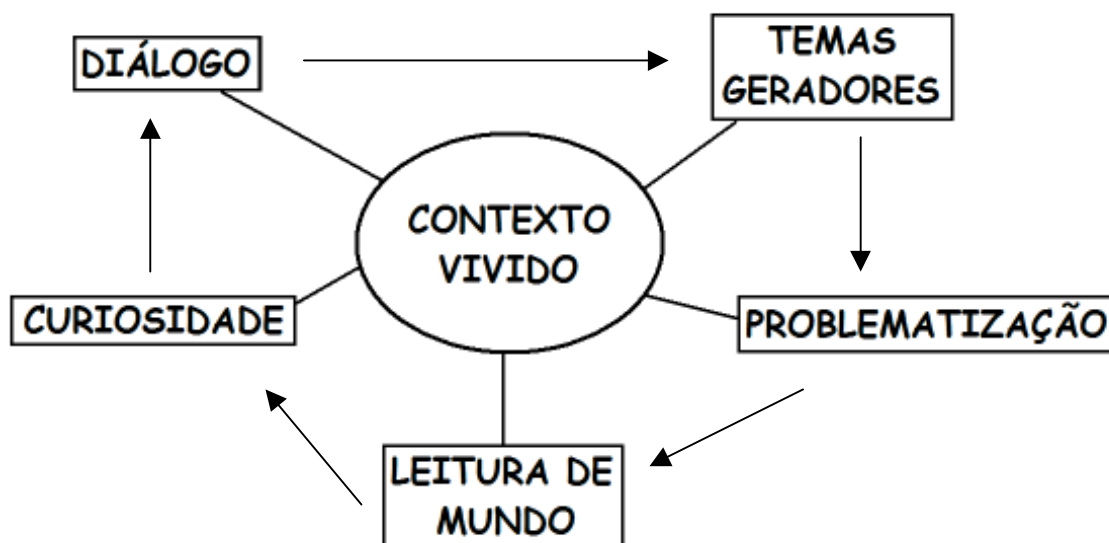 DIÁLOGO
TEMAS
GERADORES
CONTEXTO
VIVIDO
CURIOSIDADE
PROBLEMATIZAÇÃO
LEITURA DE
MUNDO